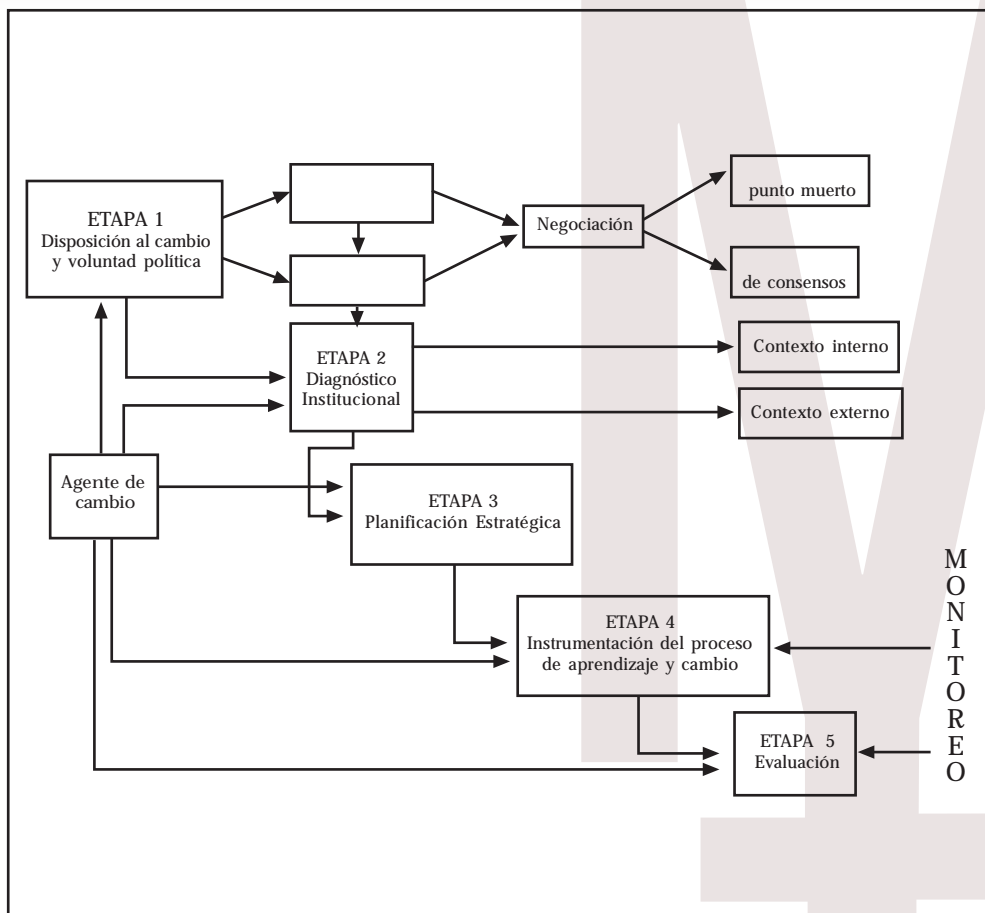 ETAPA 1
Disposición al cambio
y voluntad política
Negociación
punto muerto
de consensos
ETAPA 2
Diagnóstico
Institucional
Contexto interno
Contexto externo
Agente de
cambio
ETAPA 3
Planificación Estratégica
ETAPA 4
Instrumentación del proceso
de aprendizaje y cambio
ETAPA 5
Evaluación
MONITOREO